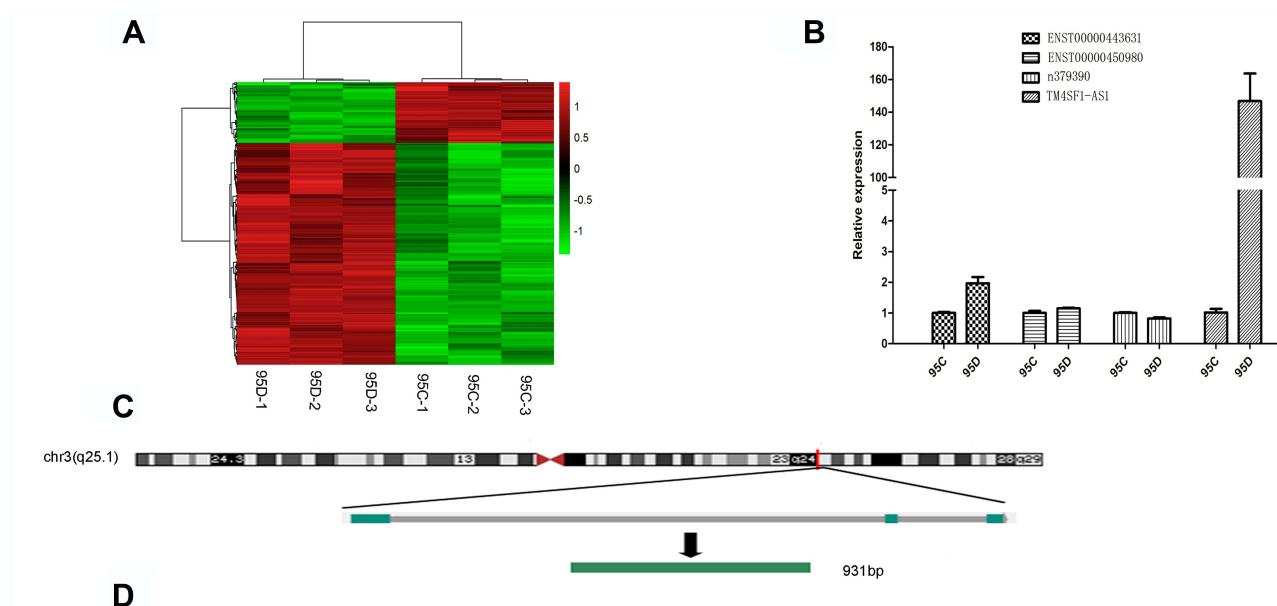 A
1
0.5
0
-0.5
-1
95D-1
95D-2
95D-3
95C-1
95C-2
95C-3
B
ENST00000443631
ENST00000450980
n379390
TM4SF1-AS1
Relative expression
180
160
140
120
100
5
4
3
2
1
0
95C
95D
95C
95D
95C
95D
95C
95D
C
chr3(q25.1)
24.3
13
23
q24
28
q29
931bp
D